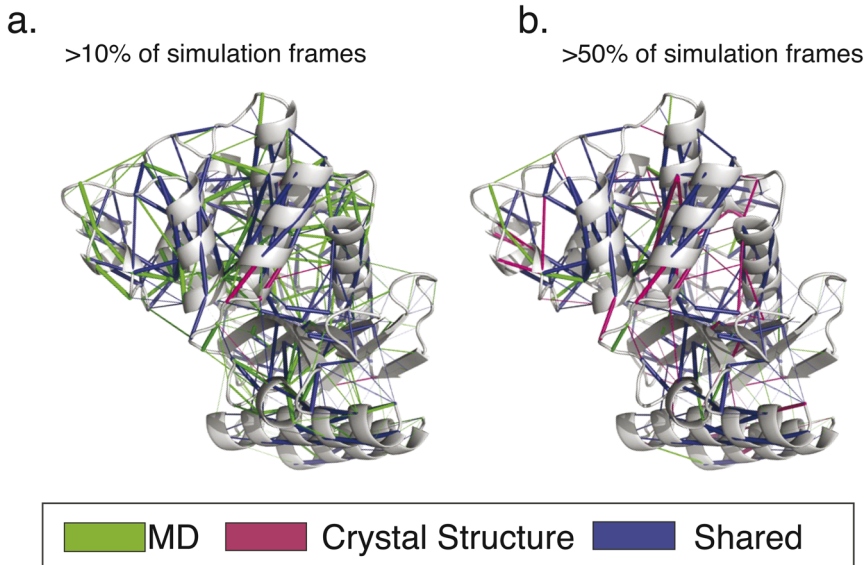 a.
b.
>10% of simulation frames
>50% of simulation frames
MD
Crystal Structure
Shared